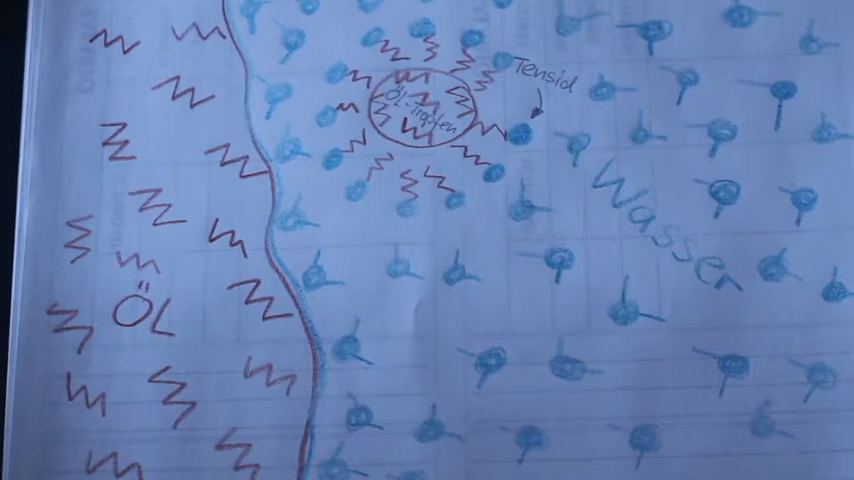 Tensid
Öl-Tropfen
Wasser
ÖL